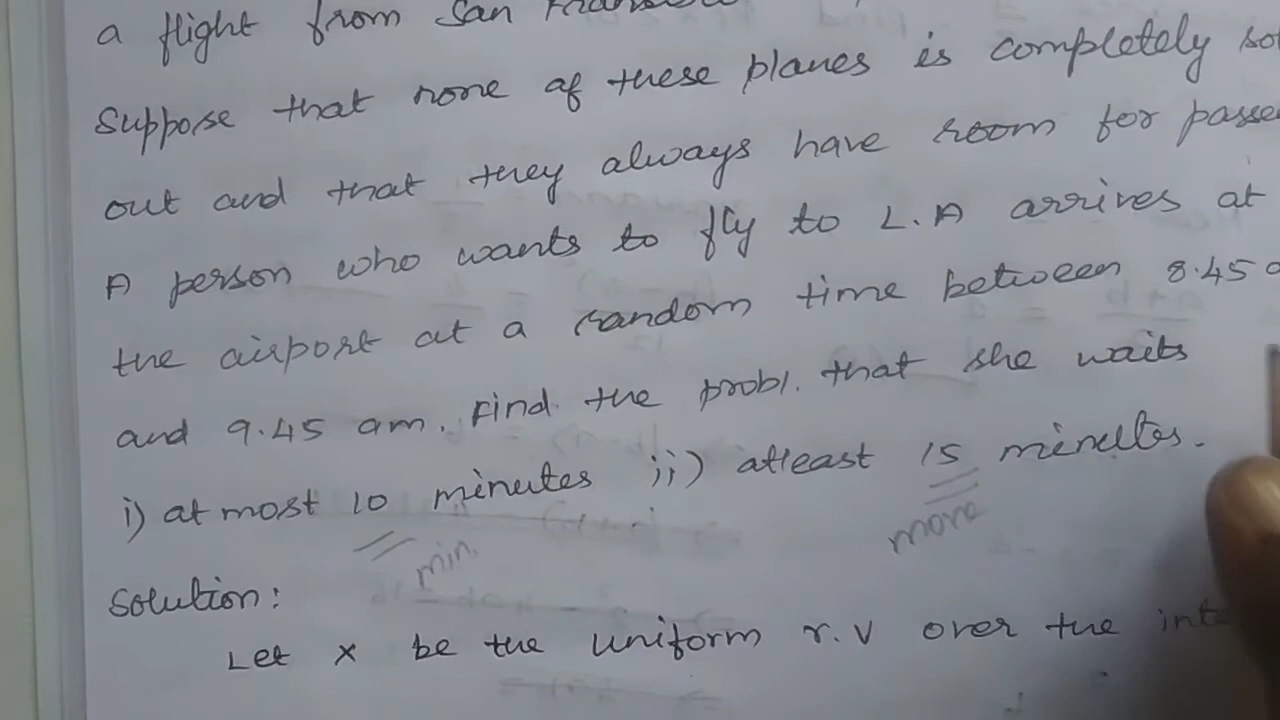 a flight from San
Suppose that none of these planes is completely
out and that they always have room for
A person who wants to fly to L.A arrives at
the airport at a random time between 8.45
and 9.45 am. Find the probl. that she waits
i) at most 10 minutes ii) atleast 15 minutes.
min. more
Solution:
Let x be the uniform r.v over the